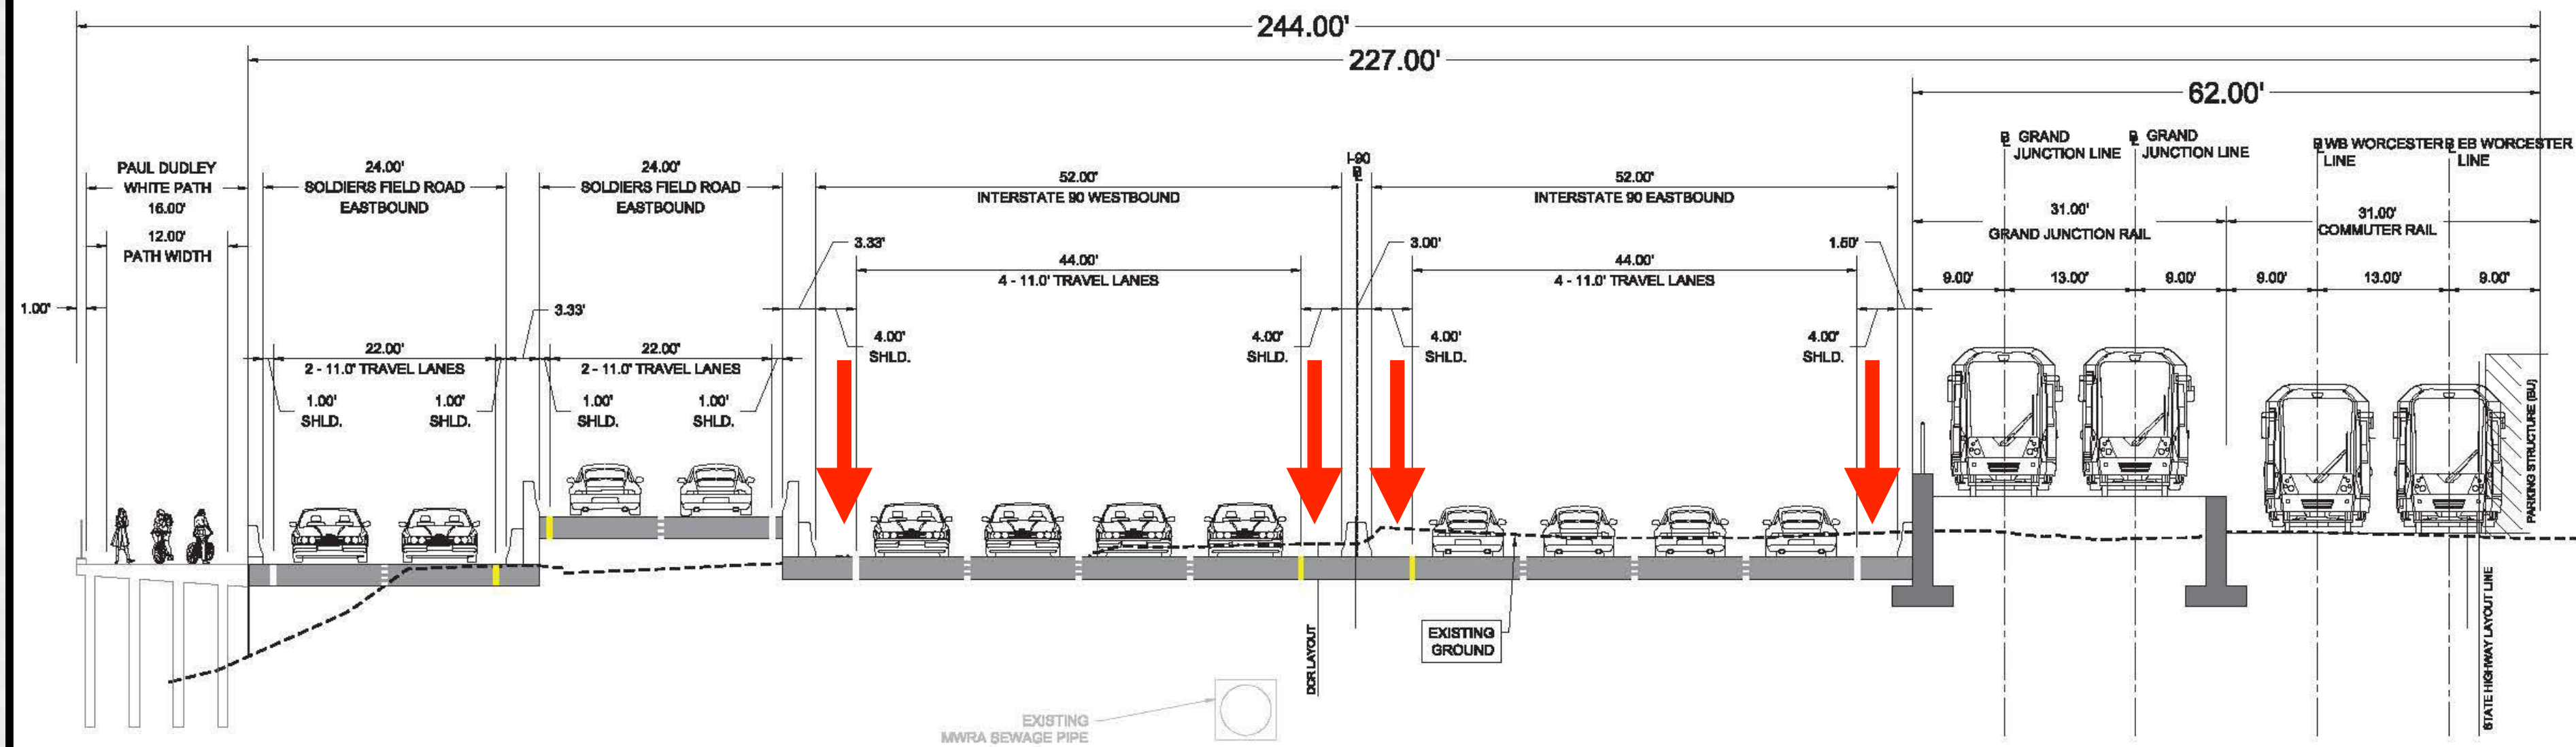 244.00'
227.00'
62.00'
PAUL DUDLEY
WHITE PATH
16.00'
12.00'
PATH WIDTH
1.00'
24.00'
SOLDIERS FIELD ROAD
EASTBOUND
22.00'
2 - 11.0' TRAVEL LANES
1.00'
SHLD.
1.00'
SHLD.
3.33'
24.00'
SOLDIERS FIELD ROAD
EASTBOUND
22.00'
2 - 11.0' TRAVEL LANES
1.00'
SHLD.
1.00'
SHLD.
52.00'
INTERSTATE 90 WESTBOUND
3.33'
44.00'
4 - 11.0' TRAVEL LANES
4.00'
SHLD.
4.00'
SHLD.
I-90
52.00'
INTERSTATE 90 EASTBOUND
3.00'
1.50'
44.00'
4 - 11.0' TRAVEL LANES
4.00'
SHLD.
4.00'
SHLD.
GRAND
JUNCTION LINE
GRAND
JUNCTION LINE
WB WORCESTER
LINE
EB WORCESTER
LINE
31.00'
GRAND JUNCTION RAIL
31.00'
COMMUTER RAIL
9.00'
13.00'
9.00'
9.00'
13.00'
9.00'
PARKING STRUCTURE (BU)
STATE HIGHWAY LAYOUT LINE
DCR LAYOUT
EXISTING
GROUND
EXISTING
MWRA SEWAGE PIPE